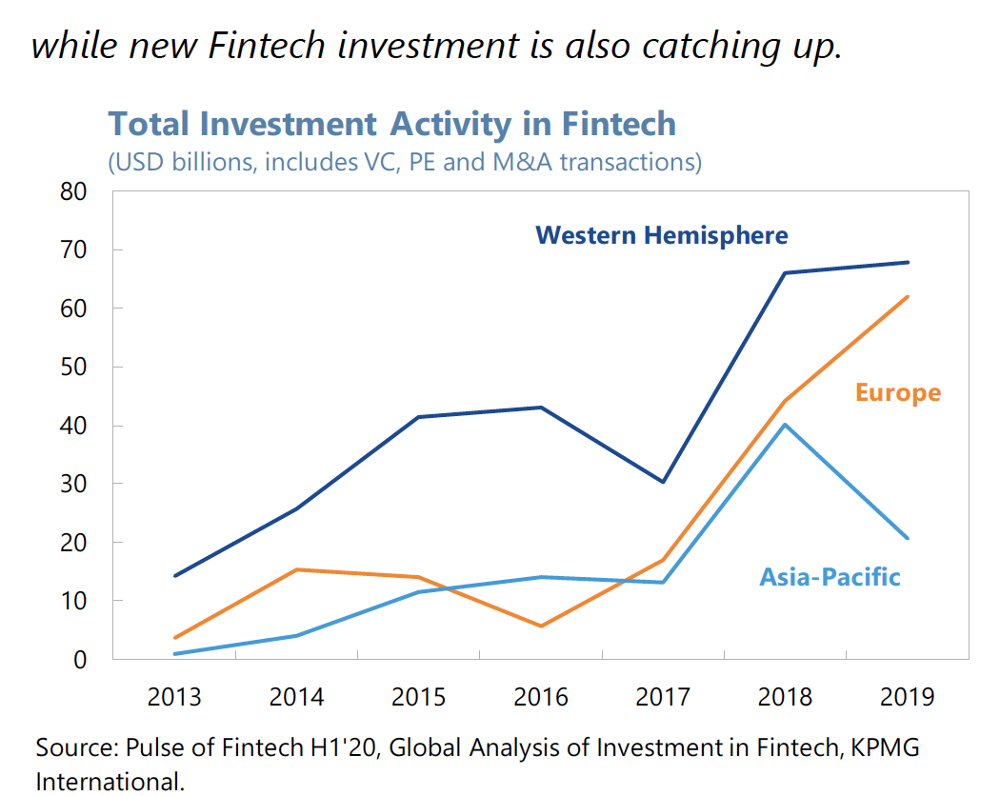 while new Fintech investment is also catching up.
Total Investment Activity in Fintech
(USD billions, includes VC, PE and M&A transactions)
80
70
60
50
40
30
20
10
0
Western Hemisphere
Europe
Asia-Pacific
2013 2014 2015 2016 2017 2018 2019
Source: Pulse of Fintech H1'20, Global Analysis of Investment in Fintech, KPMG
International.